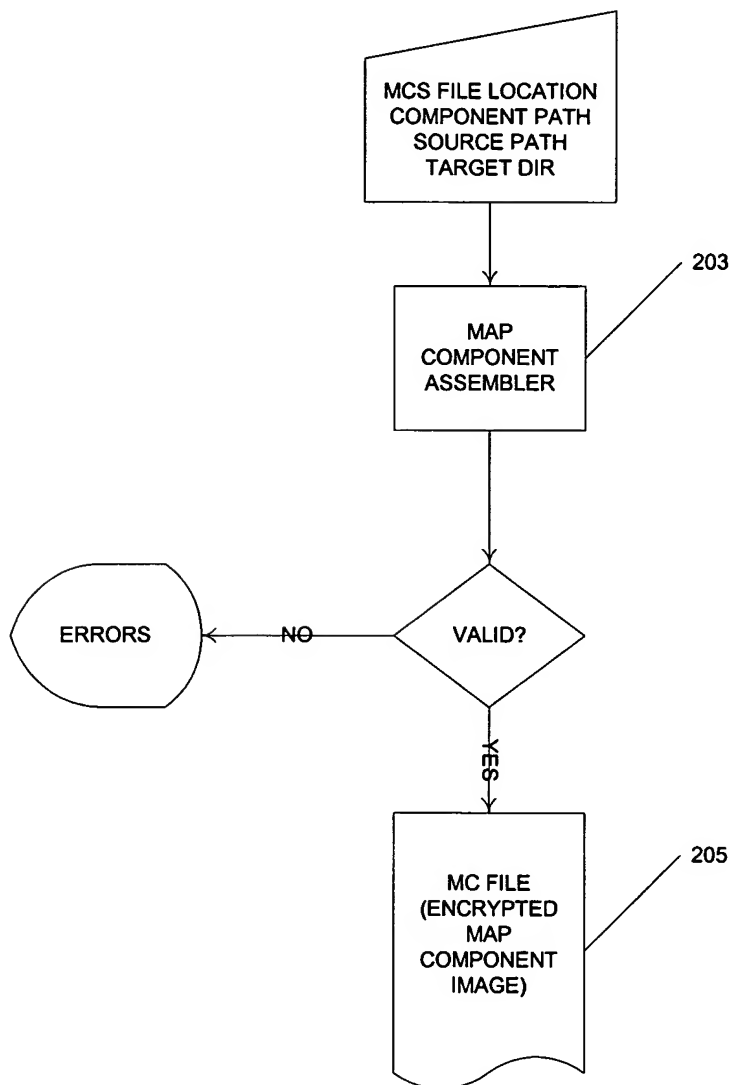 MCS FILE LOCATION
COMPONENT PATH
SOURCE PATH
TARGET DIR
203
MAP
COMPONENT
ASSEMBLER
ERRORS
NO
VALID?
YES
205
MC FILE
(ENCRYPTED
MAP
COMPONENT
IMAGE)